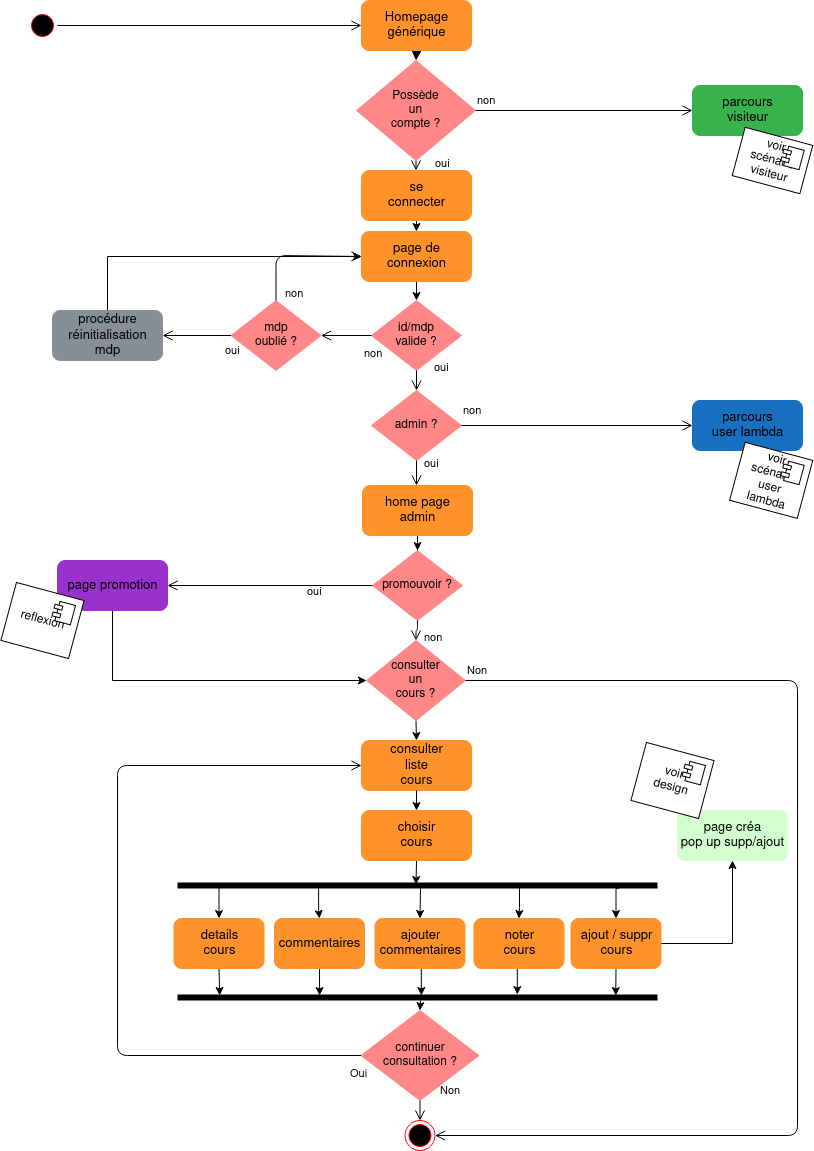 Homepage
générique
Possède
un
compte ?
non
parcours
visiteur
voir
visiteur
oui
se
connecter
page de
connexion
non
procédure
réinitialisation
mdp
oui
mdp
oublié ?
non
id/mdp
valide ?
oui
admin ?
non
parcours
user lambda
voir
user
lambda
oui
home page
admin
page promotion
reflexion
oui
promouvoir ?
non
consulter
un
cours ?
Non
consulter
liste
cours
voir
design
choisir
cours
page créa
pop up supp/ajout
details
cours
commentaires
ajouter
commentaires
noter
cours
ajout / suppr
cours
continuer
consultation ?
Oui
Non